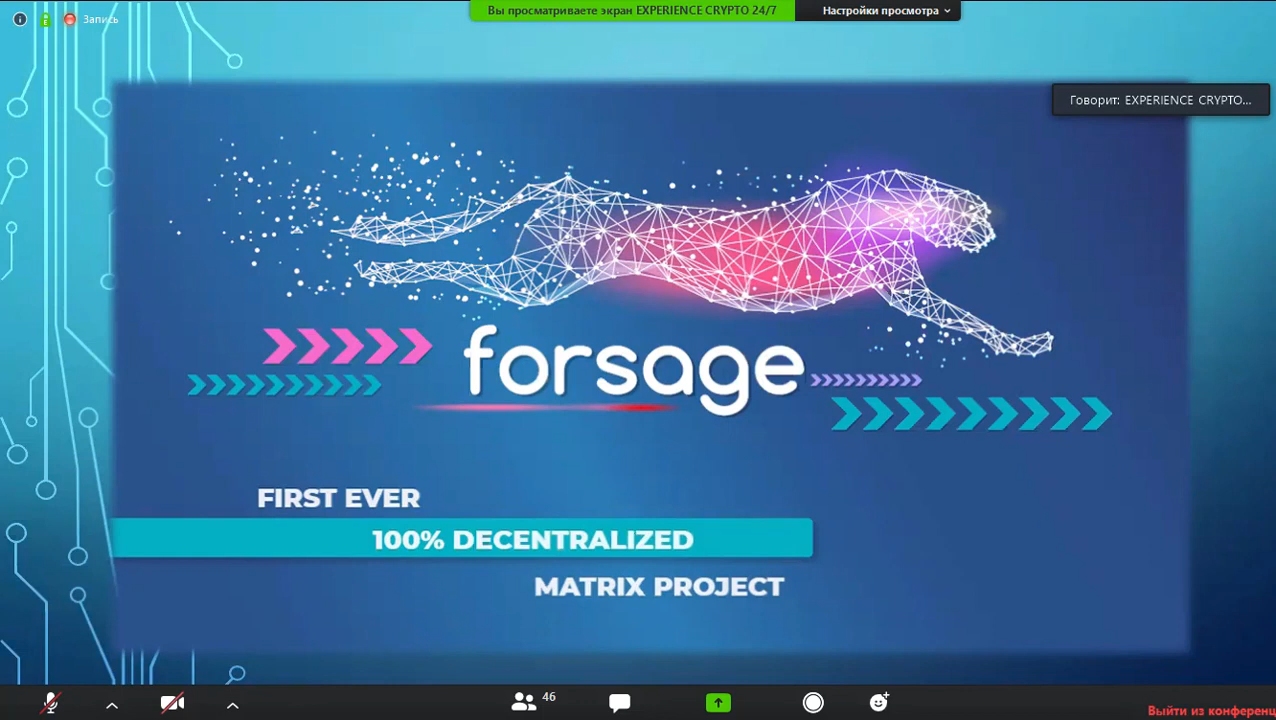 Запись
Вы просматриваете экран EXPERIENCE CRYPTO 24/7
Настройки просмотра
Говорит: EXPERIENCE CRYPTO...
forsage
FIRST EVER
100% DECENTRALIZED
MATRIX PROJECT
46
Выйти из конференц